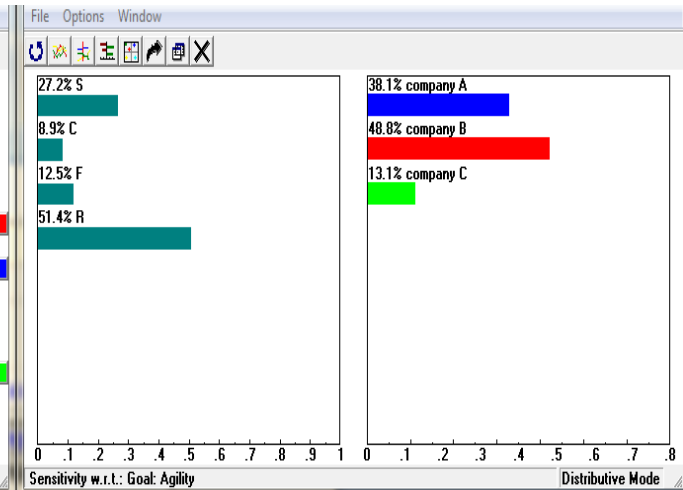 File Options Window
27.2% S
8.9% C
12.5% F
51.4% R
0 .1 .2 .3 .4 .5 .6 .7 .8 .9 1
38.1% company A
48.8% company B
13.1% company C
0 .1 .2 .3 .4 .5 .6 .7 .8
Sensitivity w.r.t.: Goal: Agility
Distributive Mode